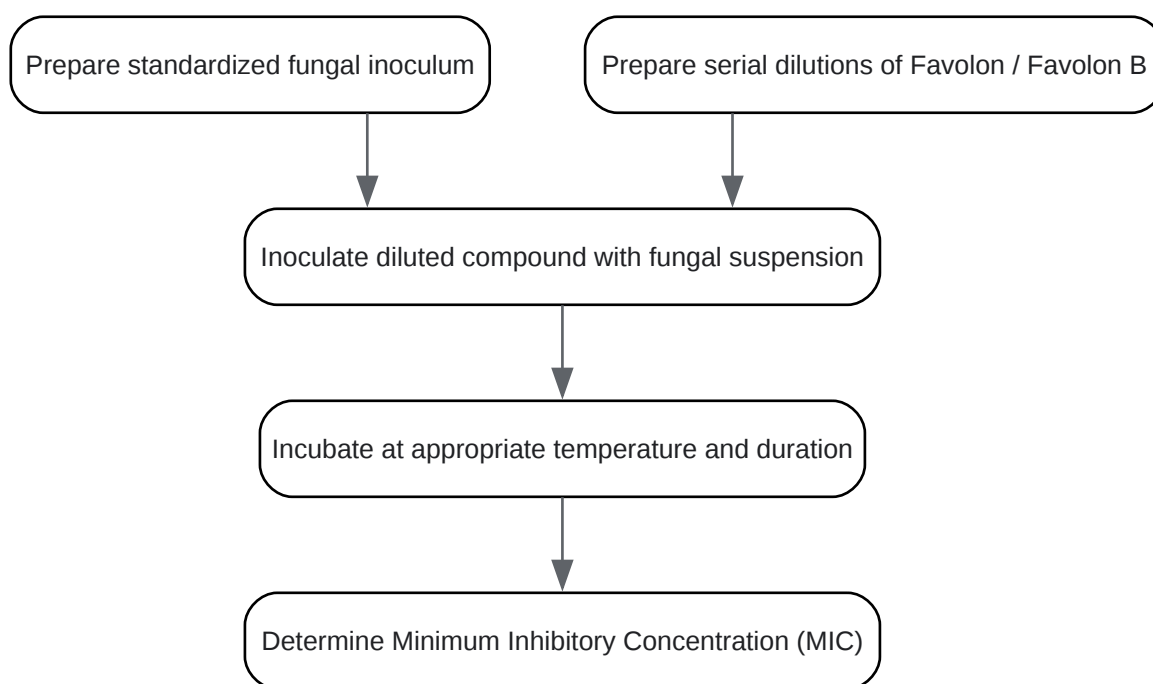 Prepare standardized fungal inoculum
Prepare serial dilutions of Favolon / Favolon B
Inoculate diluted compound with fungal suspension
Incubate at appropriate temperature and duration
Determine Minimum Inhibitory Concentration (MIC)